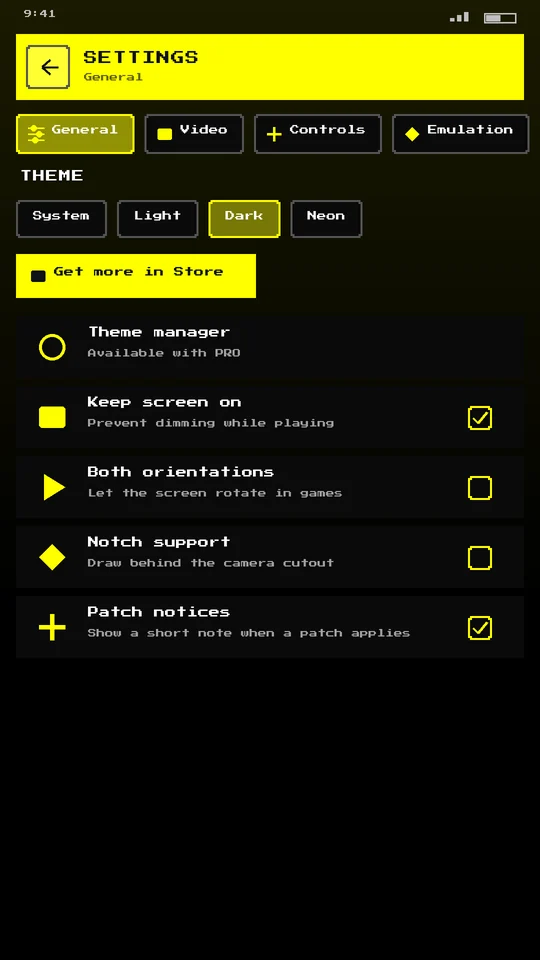 9:41
SETTINGS
General
General Video Controls Emulation
THEME
System Light Dark Neon
Get more in Store
Theme manager
Available with PRO
Keep screen on
Prevent dimming while playing
Both orientations
Let the screen rotate in games
Notch support
Draw behind the camera cutout
Patch notices
Show a short note when a patch applies